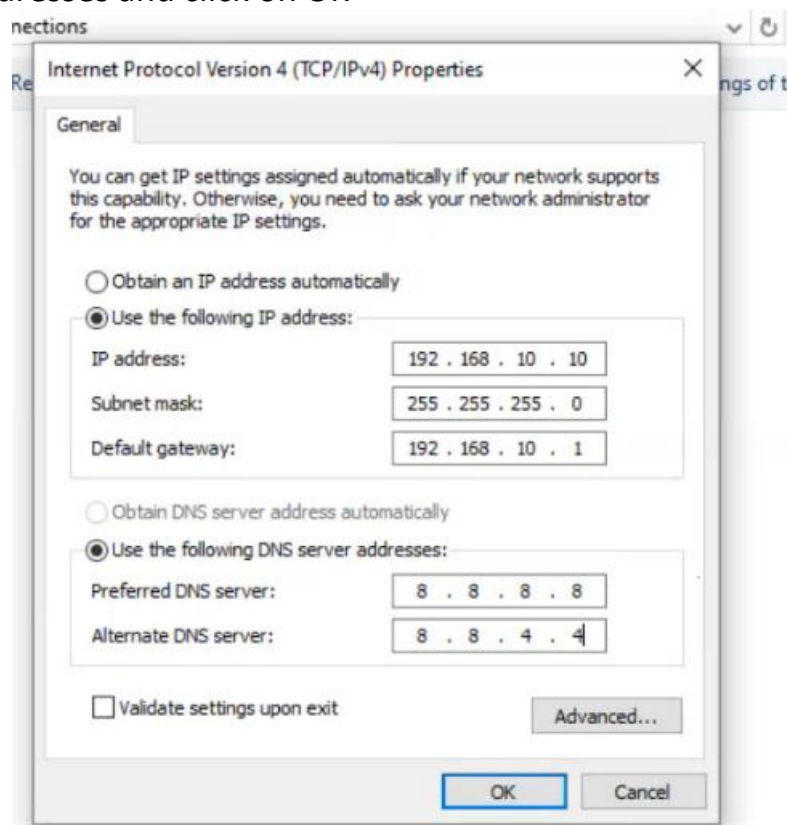 nections
Internet Protocol Version 4 (TCP/IPv4) Properties
Re
ngs of t
General
You can get IP settings assigned automatically if your network supports
this capability. Otherwise, you need to ask your network administrator
for the appropriate IP settings.
Obtain an IP address automatically
Use the following IP address:
IP address: 192 . 168 . 10 . 10
Subnet mask: 255 . 255 . 255 . 0
Default gateway: 192 . 168 . 10 . 1
Obtain DNS server address automatically
Use the following DNS server addresses:
Preferred DNS server: 8 . 8 . 8 . 8
Alternate DNS server: 8 . 8 . 4 . 4
Validate settings upon exit
Advanced...
OK Cancel